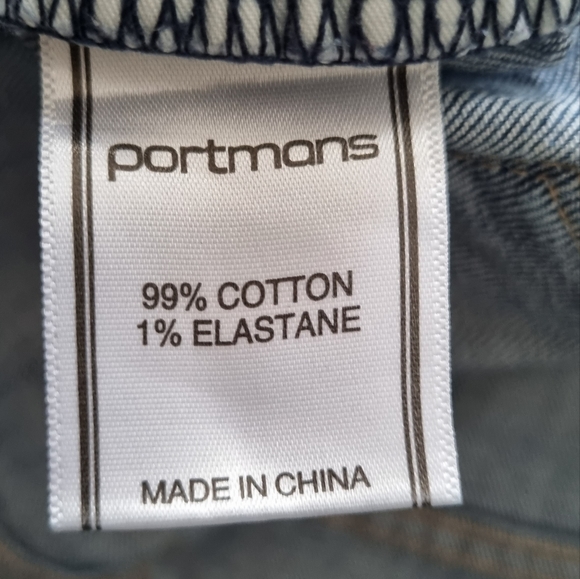 portmans
99% COTTON
1% ELASTANE
MADE IN CHINA